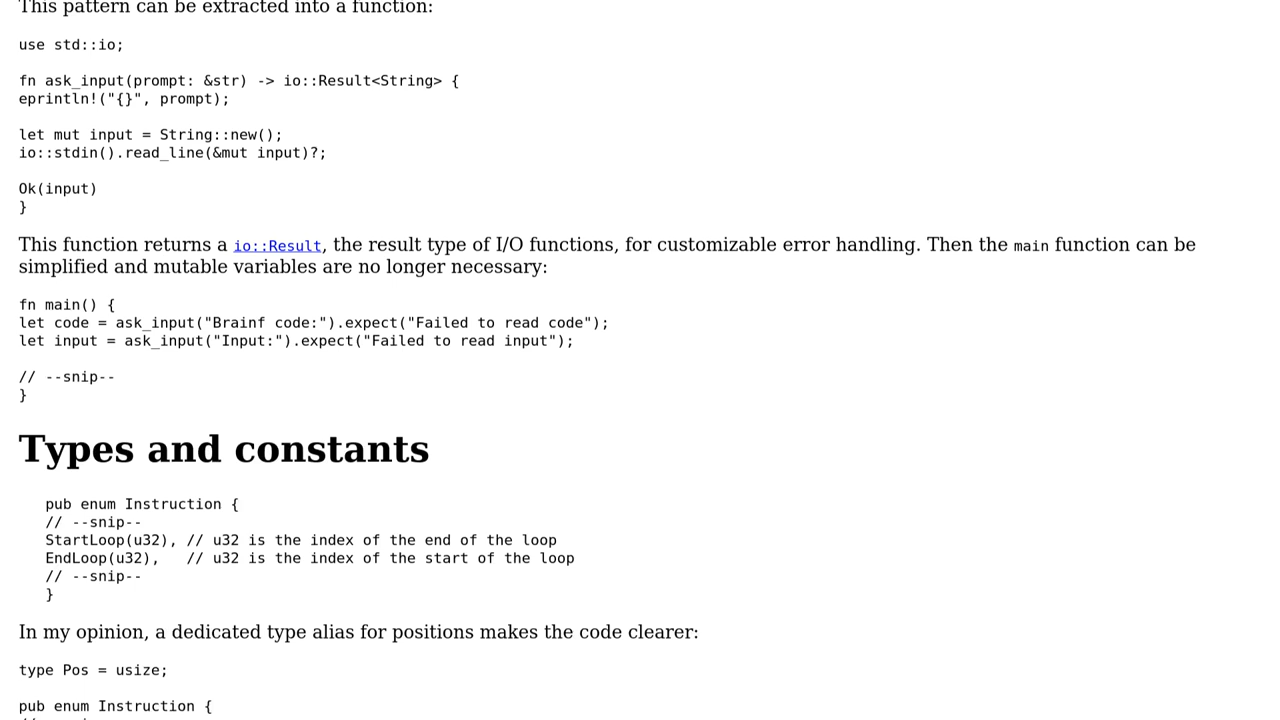 This pattern can be extracted into a function:
use std::io;
fn ask_input(prompt: &str) -> io::Result<String> {
eprintln!("{}", prompt);
let mut input = String::new();
io::stdin().read_line(&mut input)?;
Ok(input)
}
This function returns a io::Result, the result type of I/O functions, for customizable error handling. Then the main function can be
simplified and mutable variables are no longer necessary:
fn main() {
let code = ask_input("Brainf code:").expect("Failed to read code");
let input = ask_input("Input:").expect("Failed to read input");
// --snip--
}
Types and constants
pub enum Instruction {
// --snip--
StartLoop(u32), // u32 is the index of the end of the loop
EndLoop(u32),   // u32 is the index of the start of the loop
// --snip--
}
In my opinion, a dedicated type alias for positions makes the code clearer:
type Pos = usize;
pub enum Instruction {